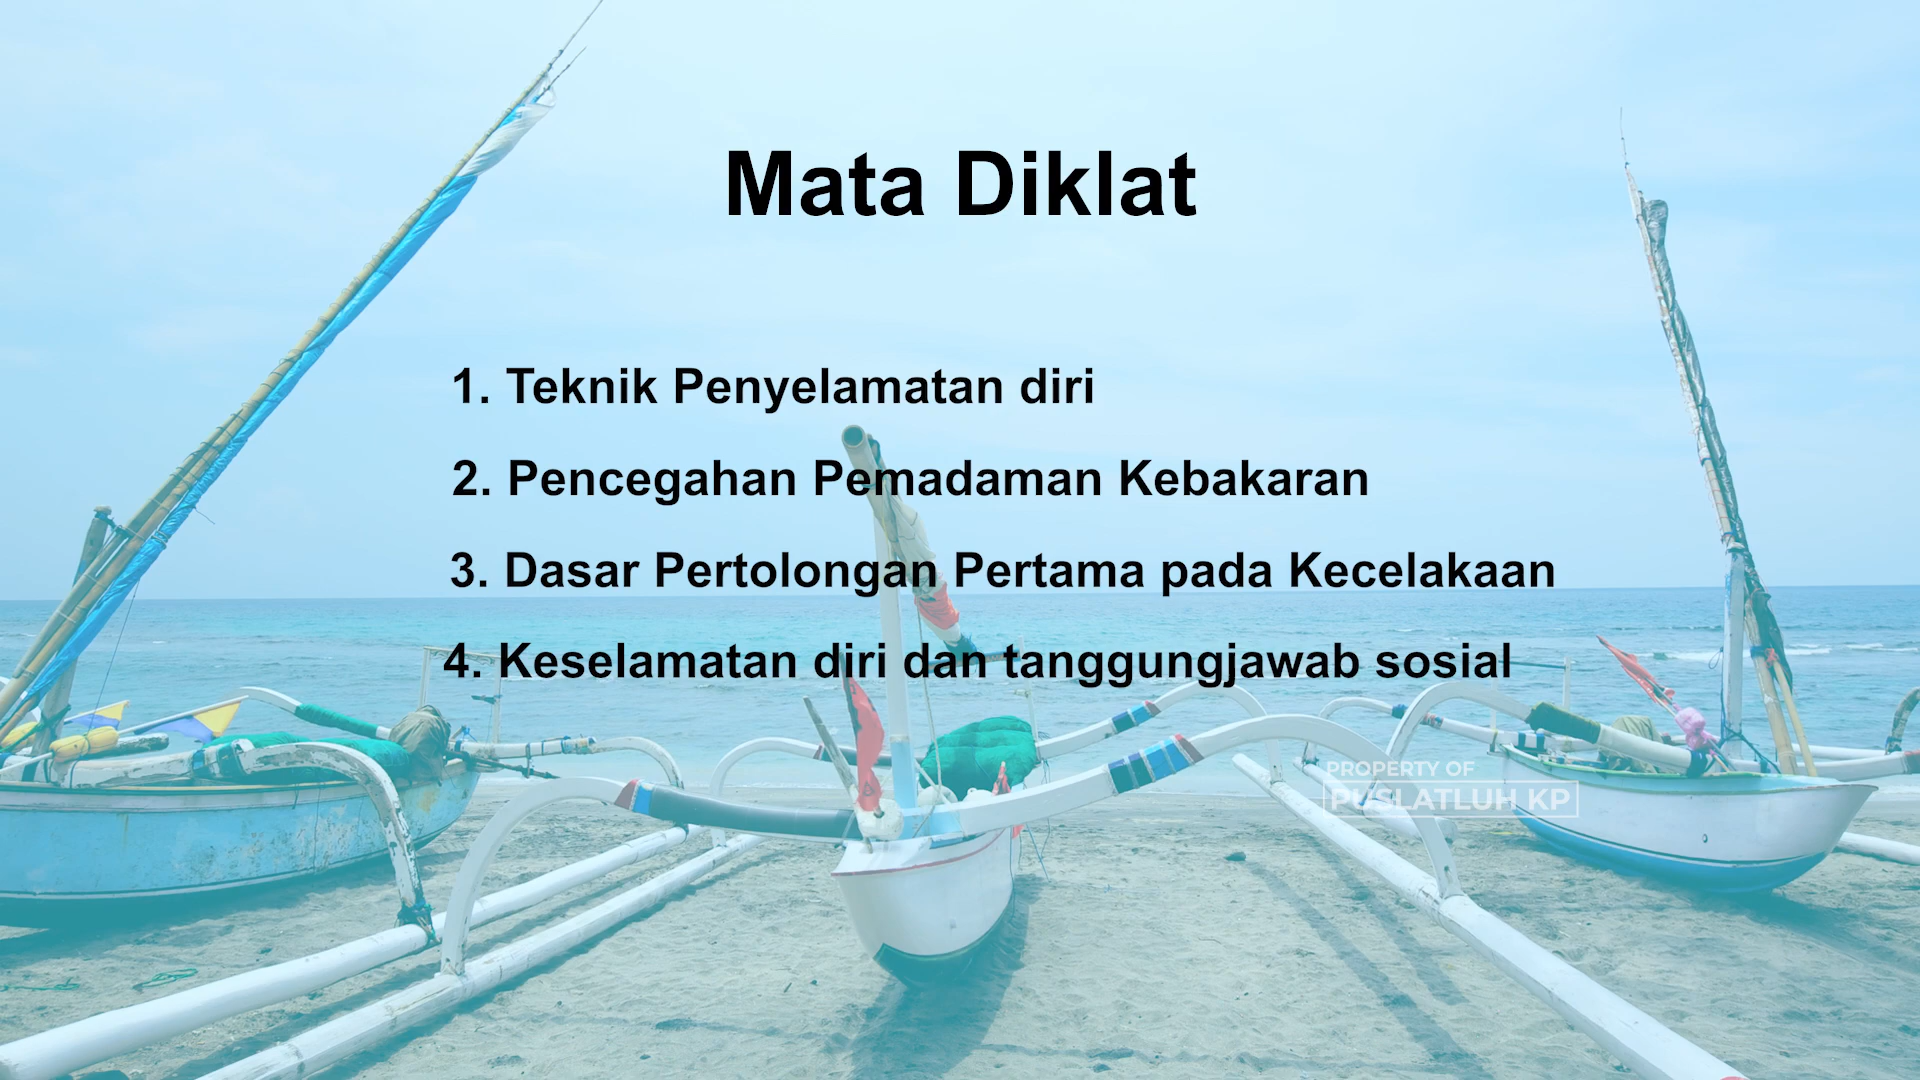 Mata Diklat
1. Teknik Penyelamatan diri
2. Pencegahan Pemadaman Kebakaran
3. Dasar Pertolongan Pertama pada Kecelakaan
4. Keselamatan diri dan tanggungjawab sosial
PROPERTY OF
PUSLATLUH KP